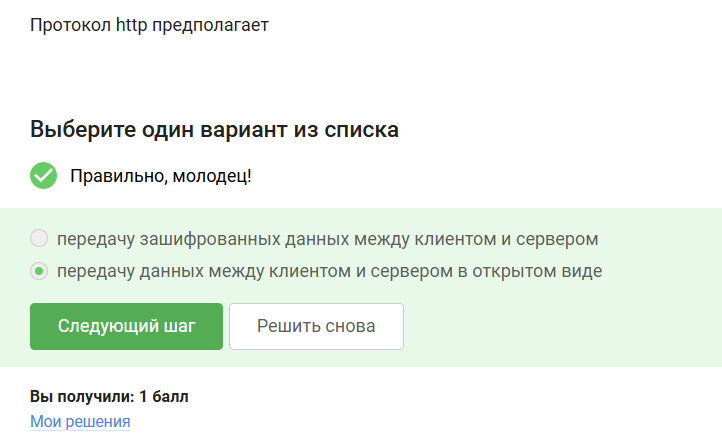 Протокол http предполагает
Выберите один вариант из списка
Правильно, молодец!
передачу зашифрованных данных между клиентом и сервером
передачу данных между клиентом и сервером в открытом виде
Следующий шаг
Решить снова
Вы получили: 1 балл
Мои решения